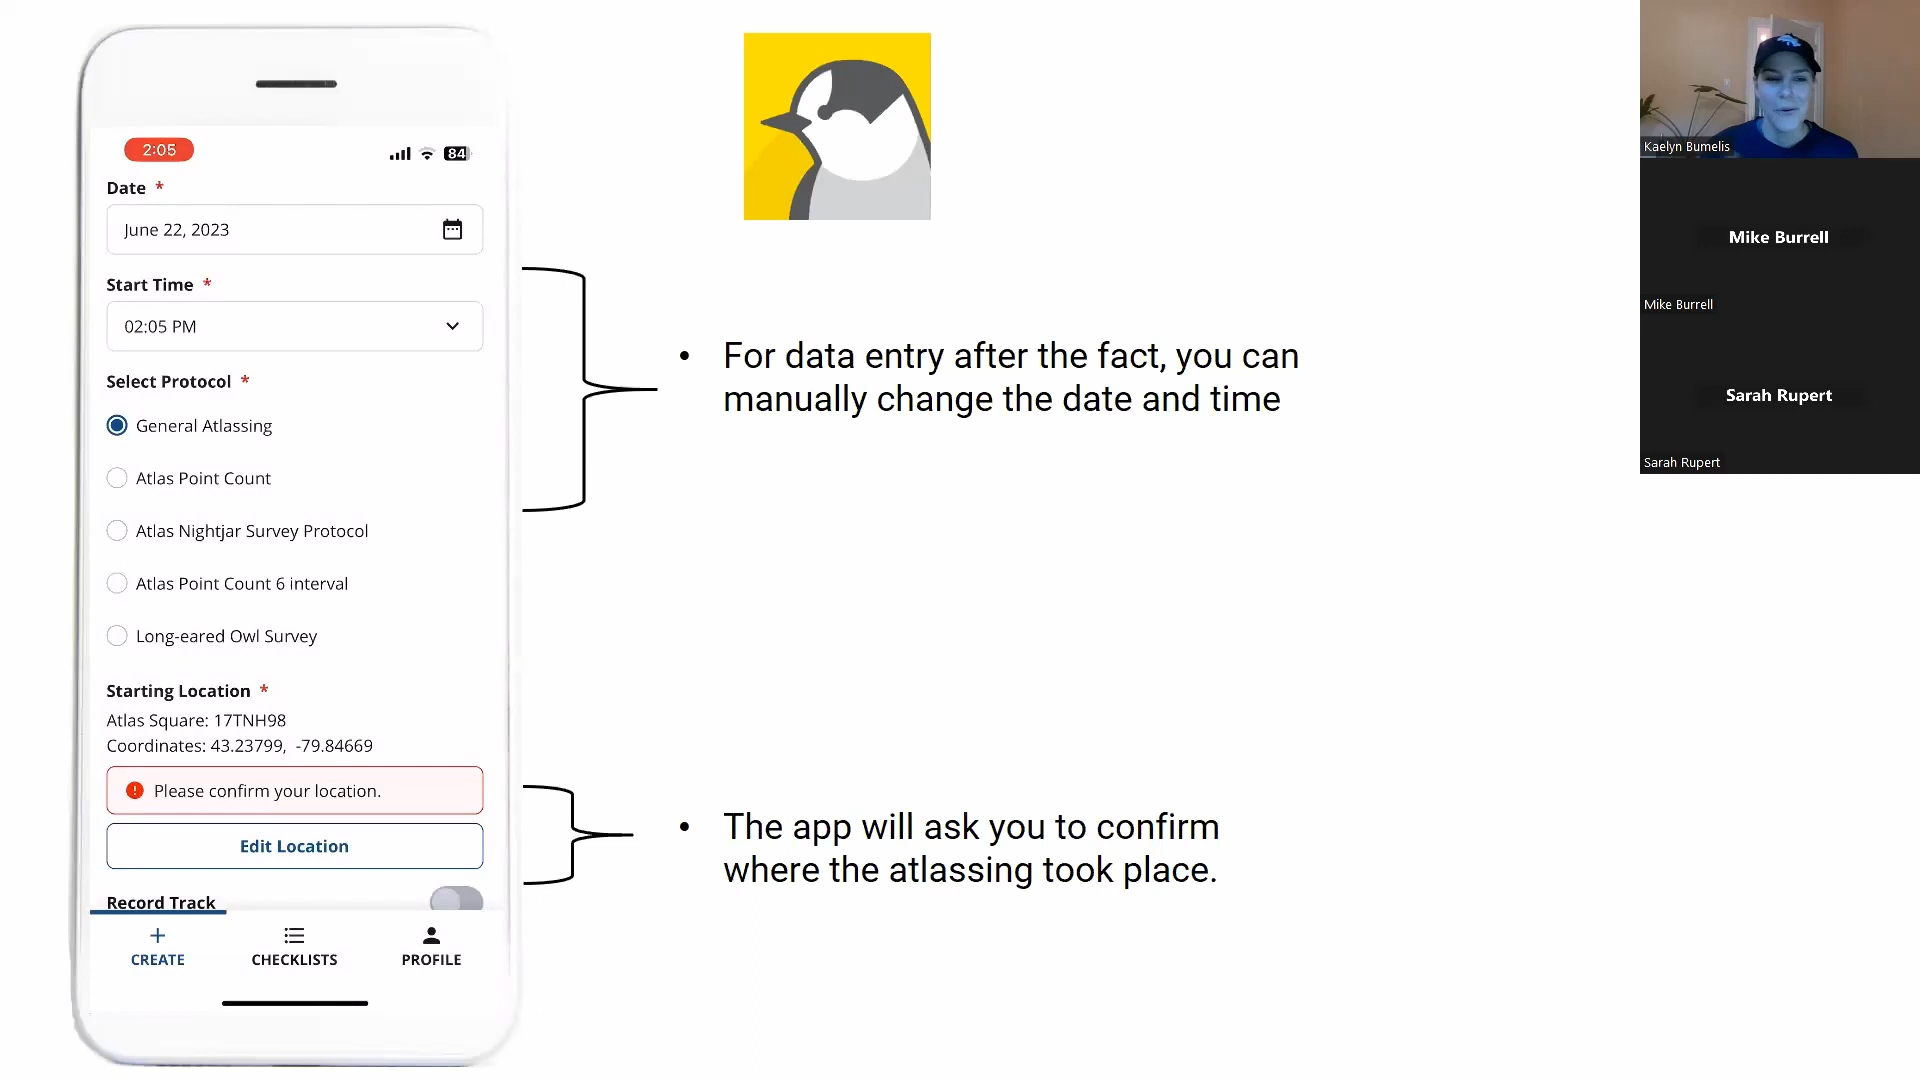 2:05
84
Date *
June 22, 2023
Start Time *
02:05 PM
Select Protocol *
General Atlassing
Atlas Point Count
Atlas Nightjar Survey Protocol
Atlas Point Count 6 interval
Long-eared Owl Survey
Starting Location *
Atlas Square: 17TNH98
Coordinates: 43.23799, -79.84669
Please confirm your location.
Edit Location
Record Track
CREATE
CHECKLISTS
PROFILE
• For data entry after the fact, you can
manually change the date and time
• The app will ask you to confirm
where the atlassing took place.
Kaelyn Bumelis
Mike Burrell
Mike Burrell
Sarah Rupert
Sarah Rupert